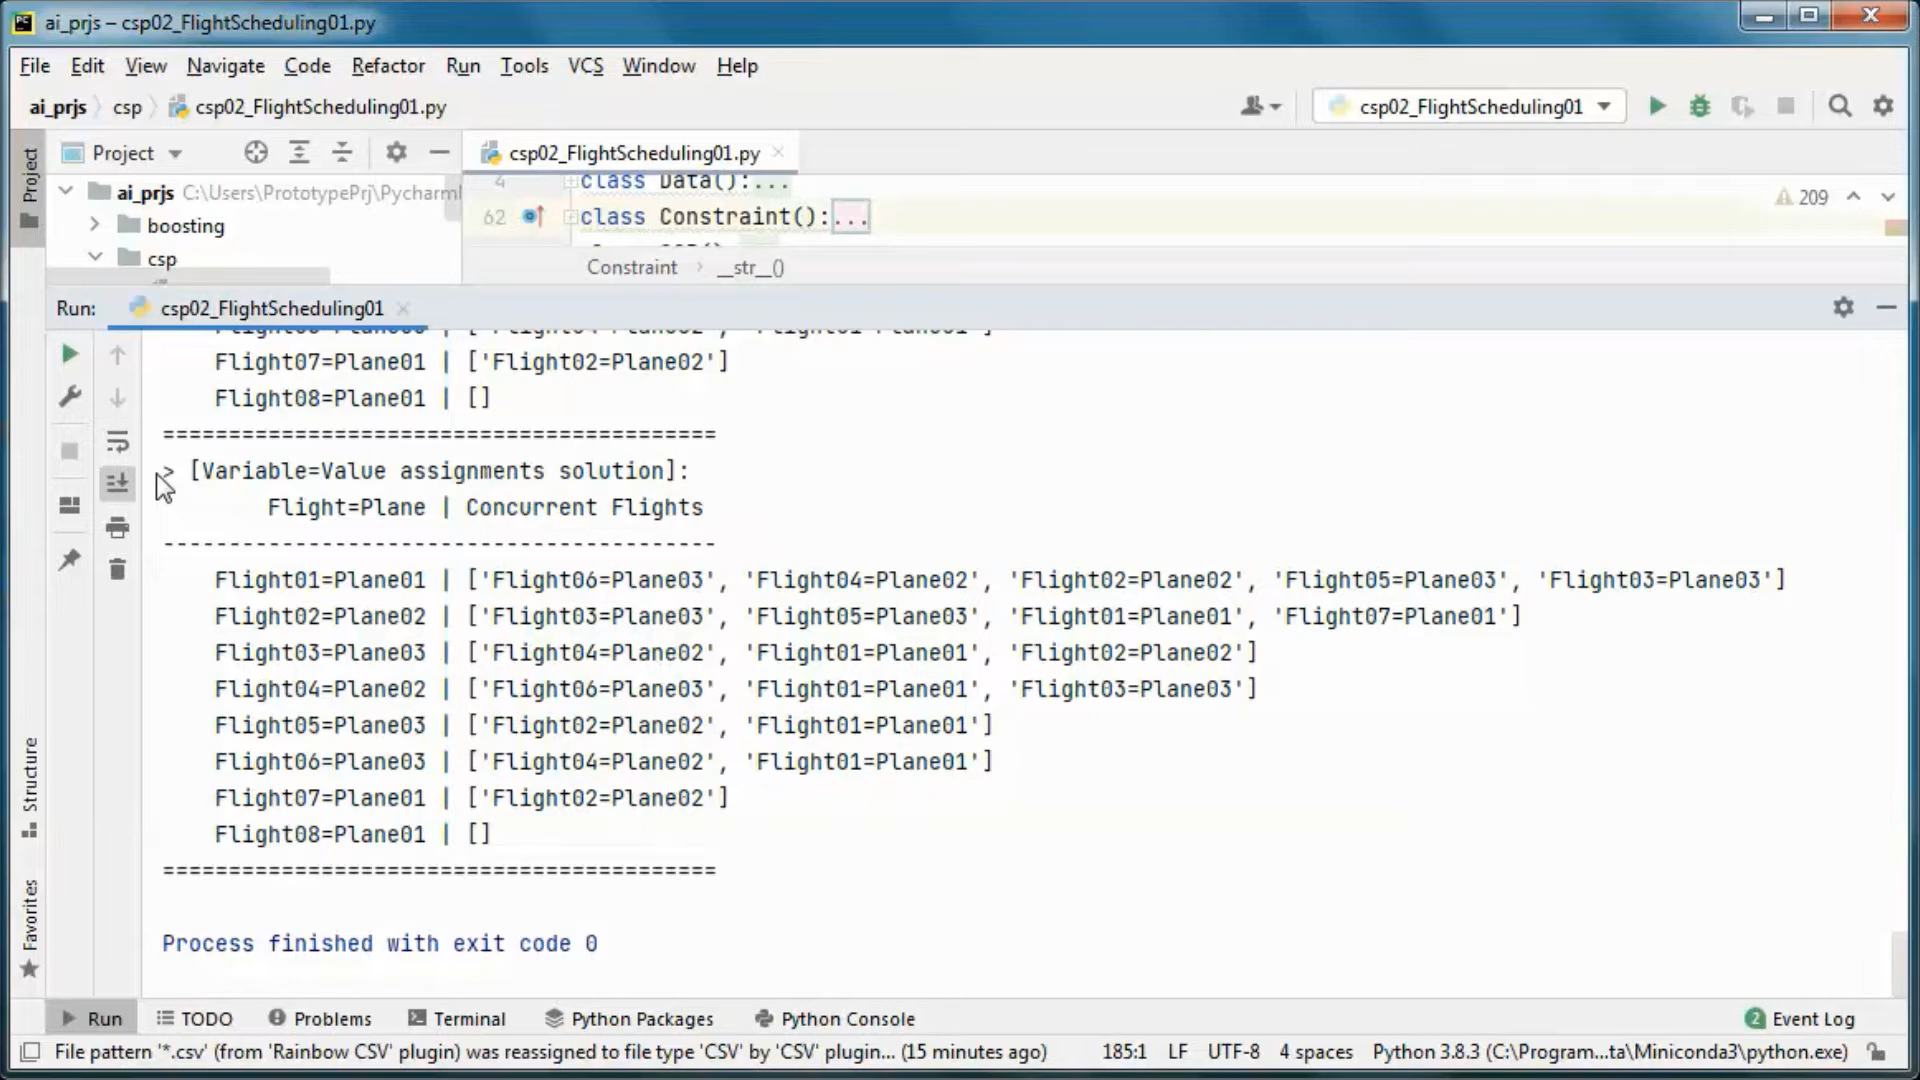 ai_prjs – csp02_FlightScheduling01.py
File Edit View Navigate Code Refactor Run Tools VCS Window Help
ai_prjs csp csp02_FlightScheduling01.py csp02_FlightScheduling01
Project csp02_FlightScheduling01.py
Project
ai_prjs C:\Users\PrototypePrj\Pycharm
boosting
csp
4 class Data():...
62 class Constraint():...
209
Constraint __str__()
Run: csp02_FlightScheduling01
Flight07=Plane01 | ['Flight02=Plane02']
Flight08=Plane01 | []
==========================================
> [Variable=Value assignments solution]:
Flight=Plane | Concurrent Flights
------------------------------------------
Flight01=Plane01 | ['Flight06=Plane03', 'Flight04=Plane02', 'Flight02=Plane02', 'Flight05=Plane03', 'Flight03=Plane03']
Flight02=Plane02 | ['Flight03=Plane03', 'Flight05=Plane03', 'Flight01=Plane01', 'Flight07=Plane01']
Flight03=Plane03 | ['Flight04=Plane02', 'Flight01=Plane01', 'Flight02=Plane02']
Flight04=Plane02 | ['Flight06=Plane03', 'Flight01=Plane01', 'Flight03=Plane03']
Flight05=Plane03 | ['Flight02=Plane02', 'Flight01=Plane01']
Flight06=Plane03 | ['Flight04=Plane02', 'Flight01=Plane01']
Flight07=Plane01 | ['Flight02=Plane02']
Flight08=Plane01 | []
==========================================
Process finished with exit code 0
Structure
Favorites
Run TODO Problems Terminal Python Packages Python Console 2 Event Log
File pattern '*.csv' (from 'Rainbow CSV' plugin) was reassigned to file type 'CSV' by 'CSV' plugin... (15 minutes ago) 185:1 LF UTF-8 4 spaces Python 3.8.3 (C:\Program...ta\Miniconda3\python.exe)